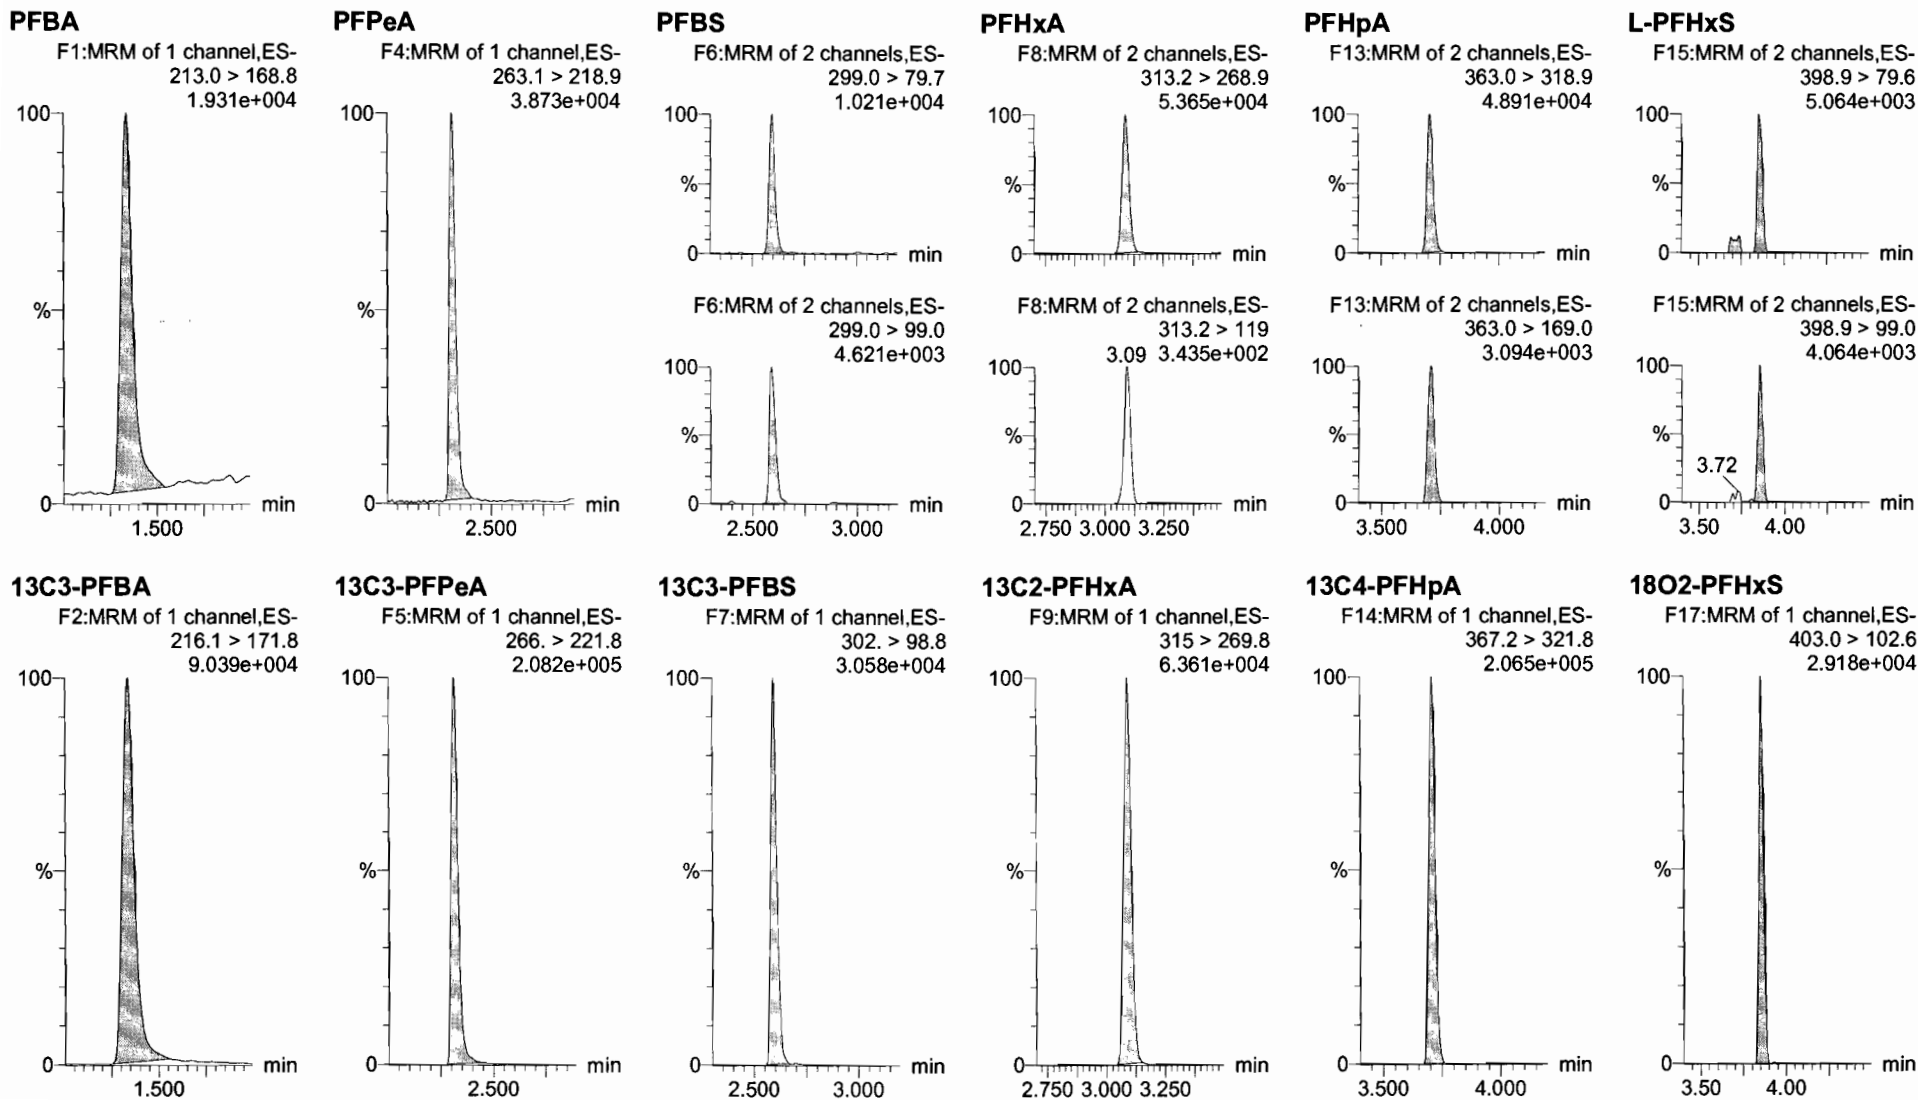 PFBA
F1:MRM of 1 channel,ES-
213.0 > 168.8
1.931e+004
100
%
0
min
1.500
PFPeA
F4:MRM of 1 channel,ES-
263.1 > 218.9
3.873e+004
100
%
0
min
2.500
PFBS
F6:MRM of 2 channels,ES-
299.0 > 79.7
1.021e+004
100
%
0
min
F6:MRM of 2 channels,ES-
299.0 > 99.0
4.621e+003
100
%
0
min
2.500 3.000
PFHxA
F8:MRM of 2 channels,ES-
313.2 > 268.9
5.365e+004
100
%
0
min
F8:MRM of 2 channels,ES-
313.2 > 119
3.09 3.435e+002
100
%
0
min
2.750 3.000 3.250
PFHpA
F13:MRM of 2 channels,ES-
363.0 > 318.9
4.891e+004
100
%
0
min
F13:MRM of 2 channels,ES-
363.0 > 169.0
3.094e+003
100
%
0
min
3.500 4.000
L-PFHxS
F15:MRM of 2 channels,ES-
398.9 > 79.6
5.064e+003
100
%
0
min
F15:MRM of 2 channels,ES-
398.9 > 99.0
4.064e+003
100
%
3.72
0
min
3.50 4.00
13C3-PFBA
F2:MRM of 1 channel,ES-
216.1 > 171.8
9.039e+004
100
%
0
min
1.500
13C3-PFPeA
F5:MRM of 1 channel,ES-
266. > 221.8
2.082e+005
100
%
0
min
2.500
13C3-PFBS
F7:MRM of 1 channel,ES-
302. > 98.8
3.058e+004
100
%
0
min
2.500 3.000
13C2-PFHxA
F9:MRM of 1 channel,ES-
315 > 269.8
6.361e+004
100
%
0
min
2.750 3.000 3.250
13C4-PFHpA
F14:MRM of 1 channel,ES-
367.2 > 321.8
2.065e+005
100
%
0
min
3.500 4.000
18O2-PFHxS
F17:MRM of 1 channel,ES-
403.0 > 102.6
2.918e+004
100
%
0
min
3.50 4.00